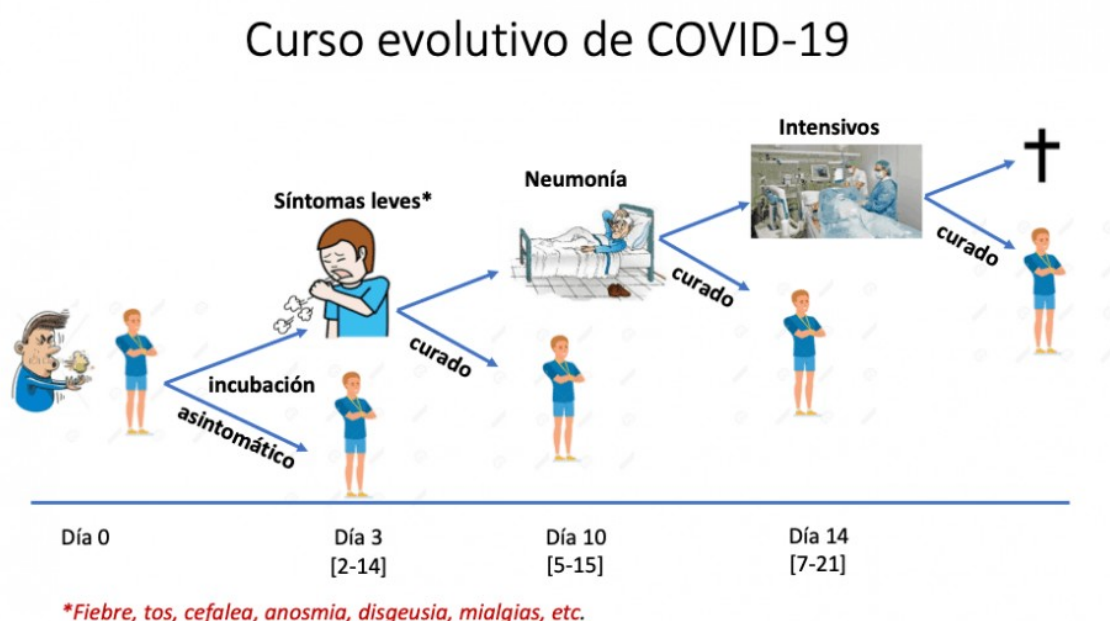 Curso evolutivo de COVID-19
Intensivos
Neumonía
Síntomas leves*
curado
curado
curado
incubación
asintomático
Día 0
Día 3
[2-14]
Día 10
[5-15]
Día 14
[7-21]
*Fiebre, tos, cefalea, anosmia, disgeusia, mialgias, etc.